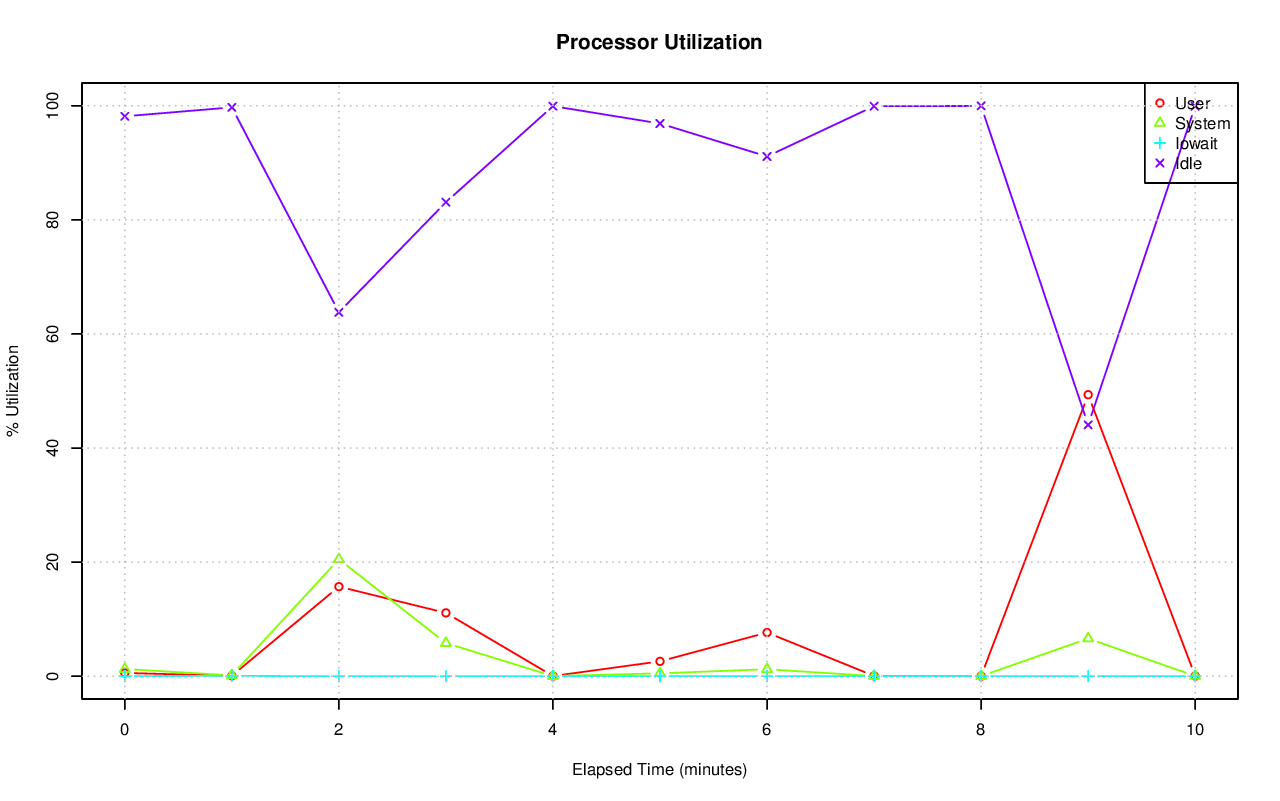 Processor Utilization
100
80
60
40
20
0
% Utilization
User
System
Iowait
Idle
0 2 4 6 8 10
Elapsed Time (minutes)